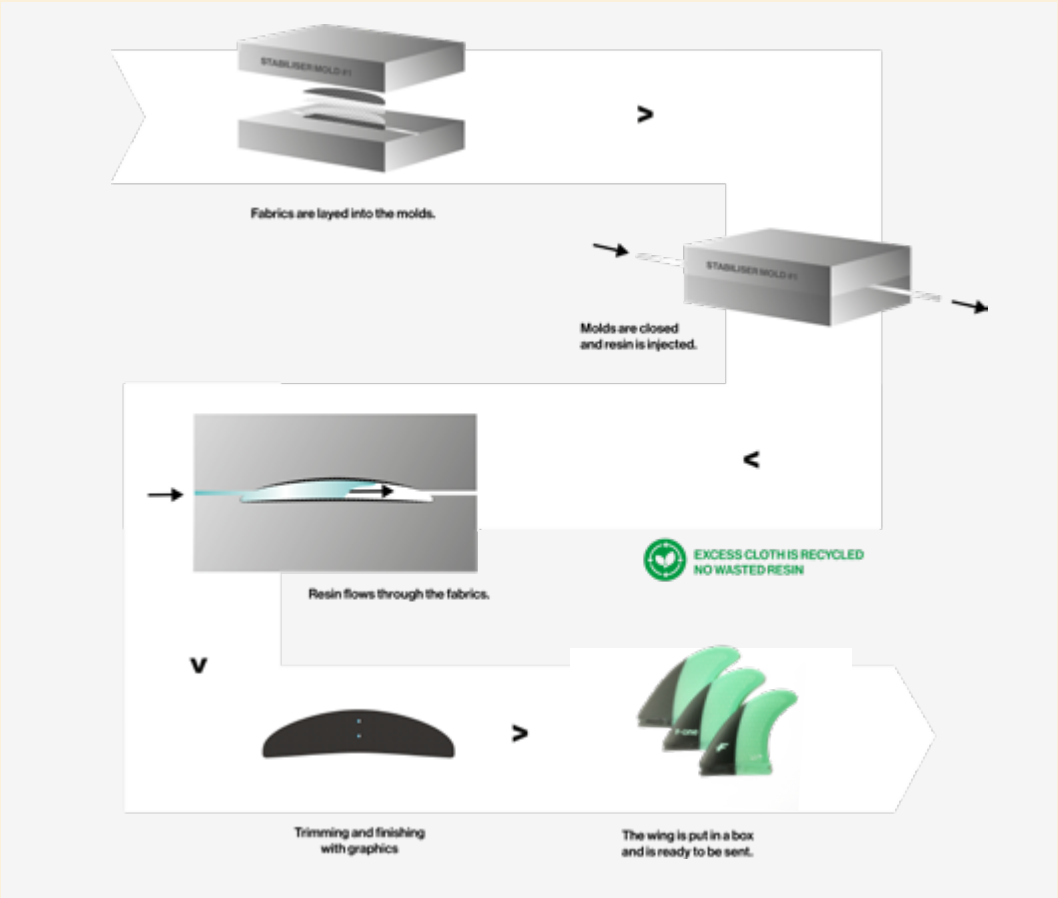 STABILISER MOLD #1
>
Fabrics are layed into the molds.
STABILISER MOLD #1
Molds are closed
and resin is injected.
<
EXCESS CLOTH IS RECYCLED
NO WASTED RESIN
Resin flows through the fabrics.
v
>
F-ONE
F
Trimming and finishing
with graphics
The wing is put in a box
and is ready to be sent.